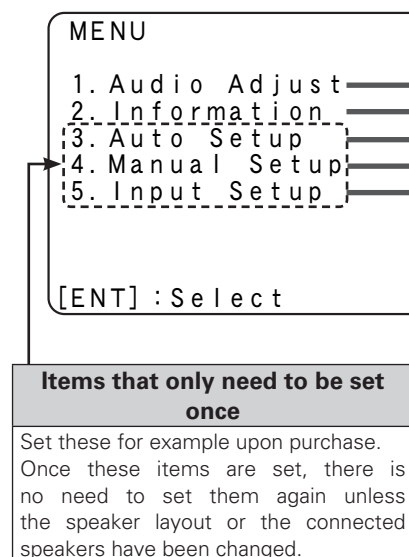 MENU
1. Audio Adjust
2. Information
3. Auto Setup
4. Manual Setup
5. Input Setup
[ENT] :Select
Items that only need to be set
once
Set these for example upon purchase.
Once these items are set, there is
no need to set them again unless
the speaker layout or the connected
speakers have been changed.